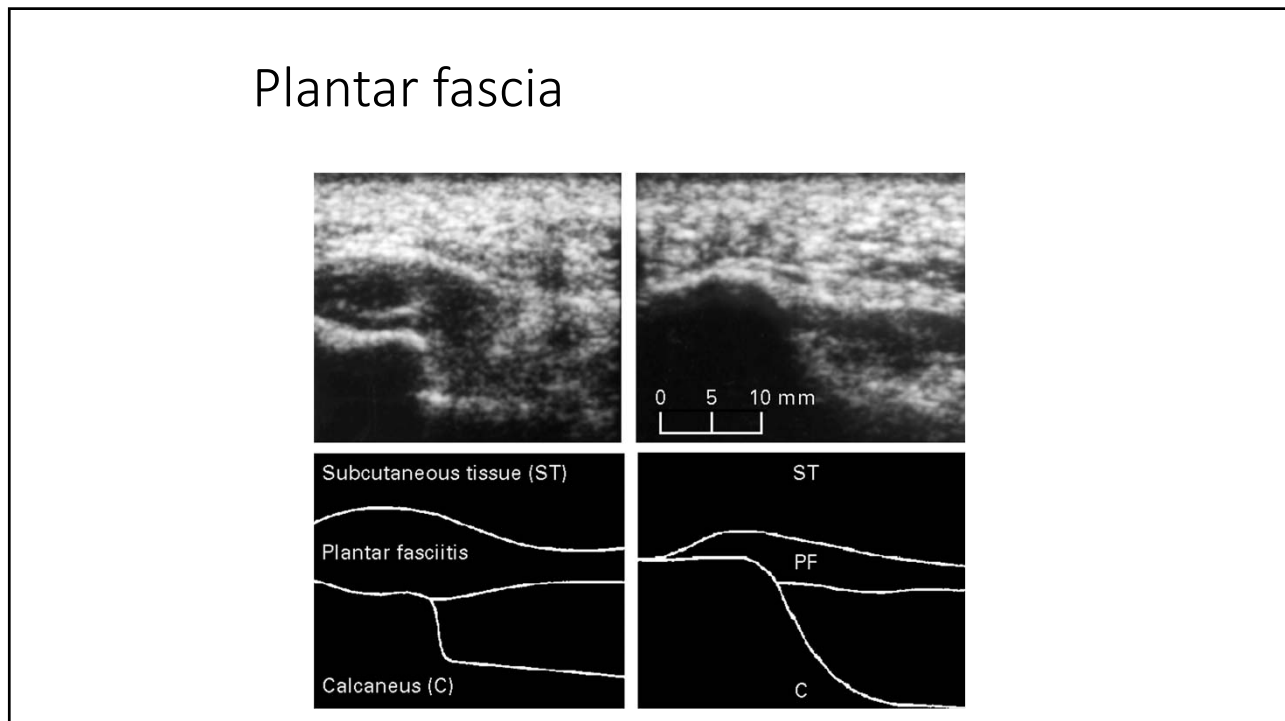 Plantar fascia
0 5 10 mm
Subcutaneous tissue (ST)
Plantar fasciitis
Calcaneus (C)
ST
PF
C